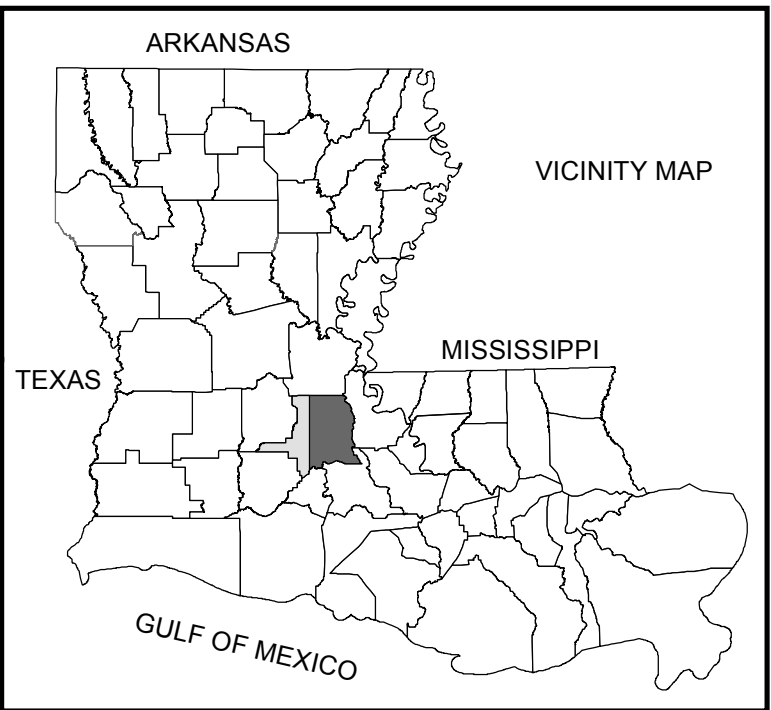 ARKANSAS
VICINITY MAP
MISSISSIPPI
TEXAS
GULF OF MEXICO